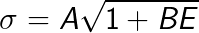 σ = A√1 + BE